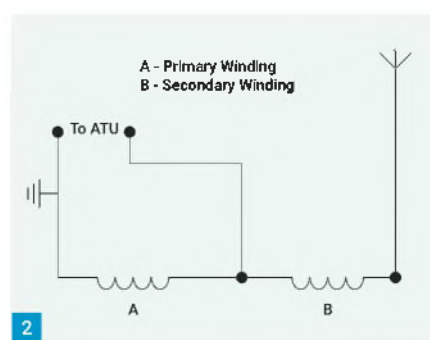 A - Primary Winding
B - Secondary Winding
To ATU
A
B
2